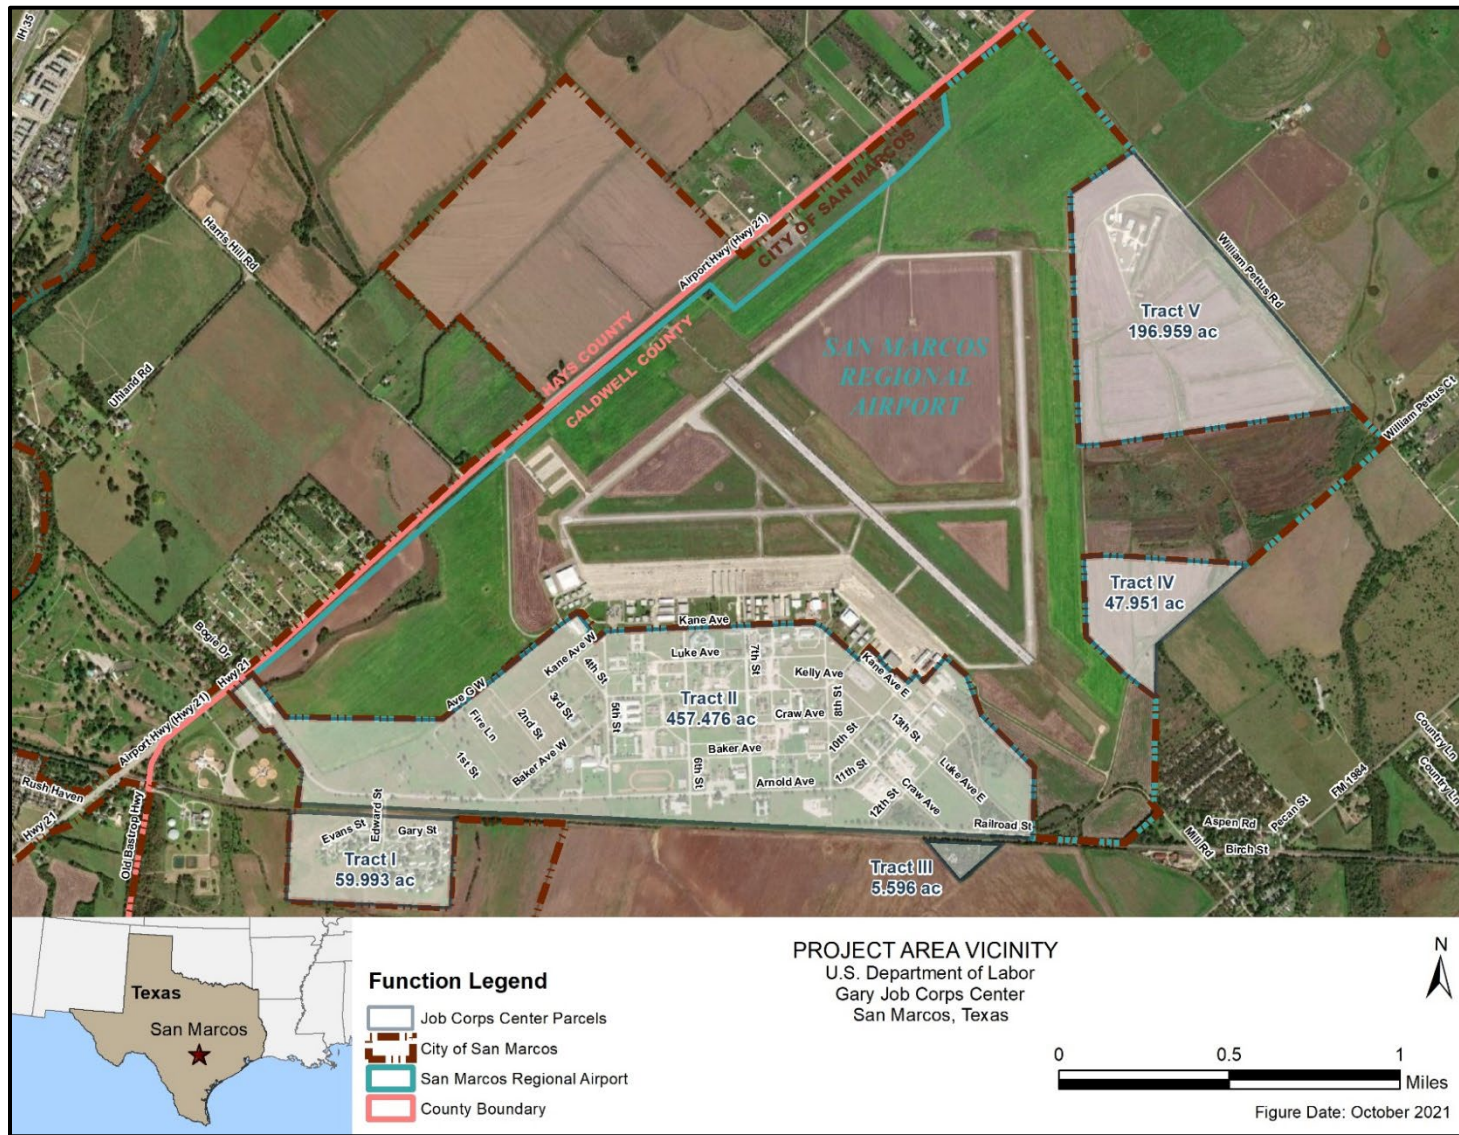 IH 35
Harris Hill Rd
Uhland Rd
Airport Hwy (Hwy 21)
CITY OF SAN MARCOS
HAYS COUNTY
CALDWELL COUNTY
SAN MARCOS
REGIONAL
AIRPORT
William Pettus Rd
Tract V
196.959 ac
William Pettus Ct
Tract IV
47.951 ac
Bogie Dr
Hwy 21
Airport Hwy (Hwy 21)
Rush Haven
Hwy 21
Old Bastrop Hwy
Kane Ave
Kane Ave W
Luke Ave
7th St
Kelly Ave
Kane Ave E
4th St
Ave G W
Fire Ln
3rd St
2nd St
1st St
Baker Ave W
5th St
Tract II
457.476 ac
Craw Ave
8th St
13th St
Baker Ave
10th St
6th St
Arnold Ave
11th St
12th St
Craw Ave
Luke Ave E
Railroad St
Evans St
Edward St
Gary St
Tract I
59.993 ac
Tract III
5.596 ac
Mill Rd
Aspen Rd
Pecan St
FM 1984
Birch St
Country Ln
Country Ln
Texas
San Marcos
Function Legend
Job Corps Center Parcels
City of San Marcos
San Marcos Regional Airport
County Boundary
PROJECT AREA VICINITY
U.S. Department of Labor
Gary Job Corps Center
San Marcos, Texas
N
0 0.5 1
Miles
Figure Date: October 2021